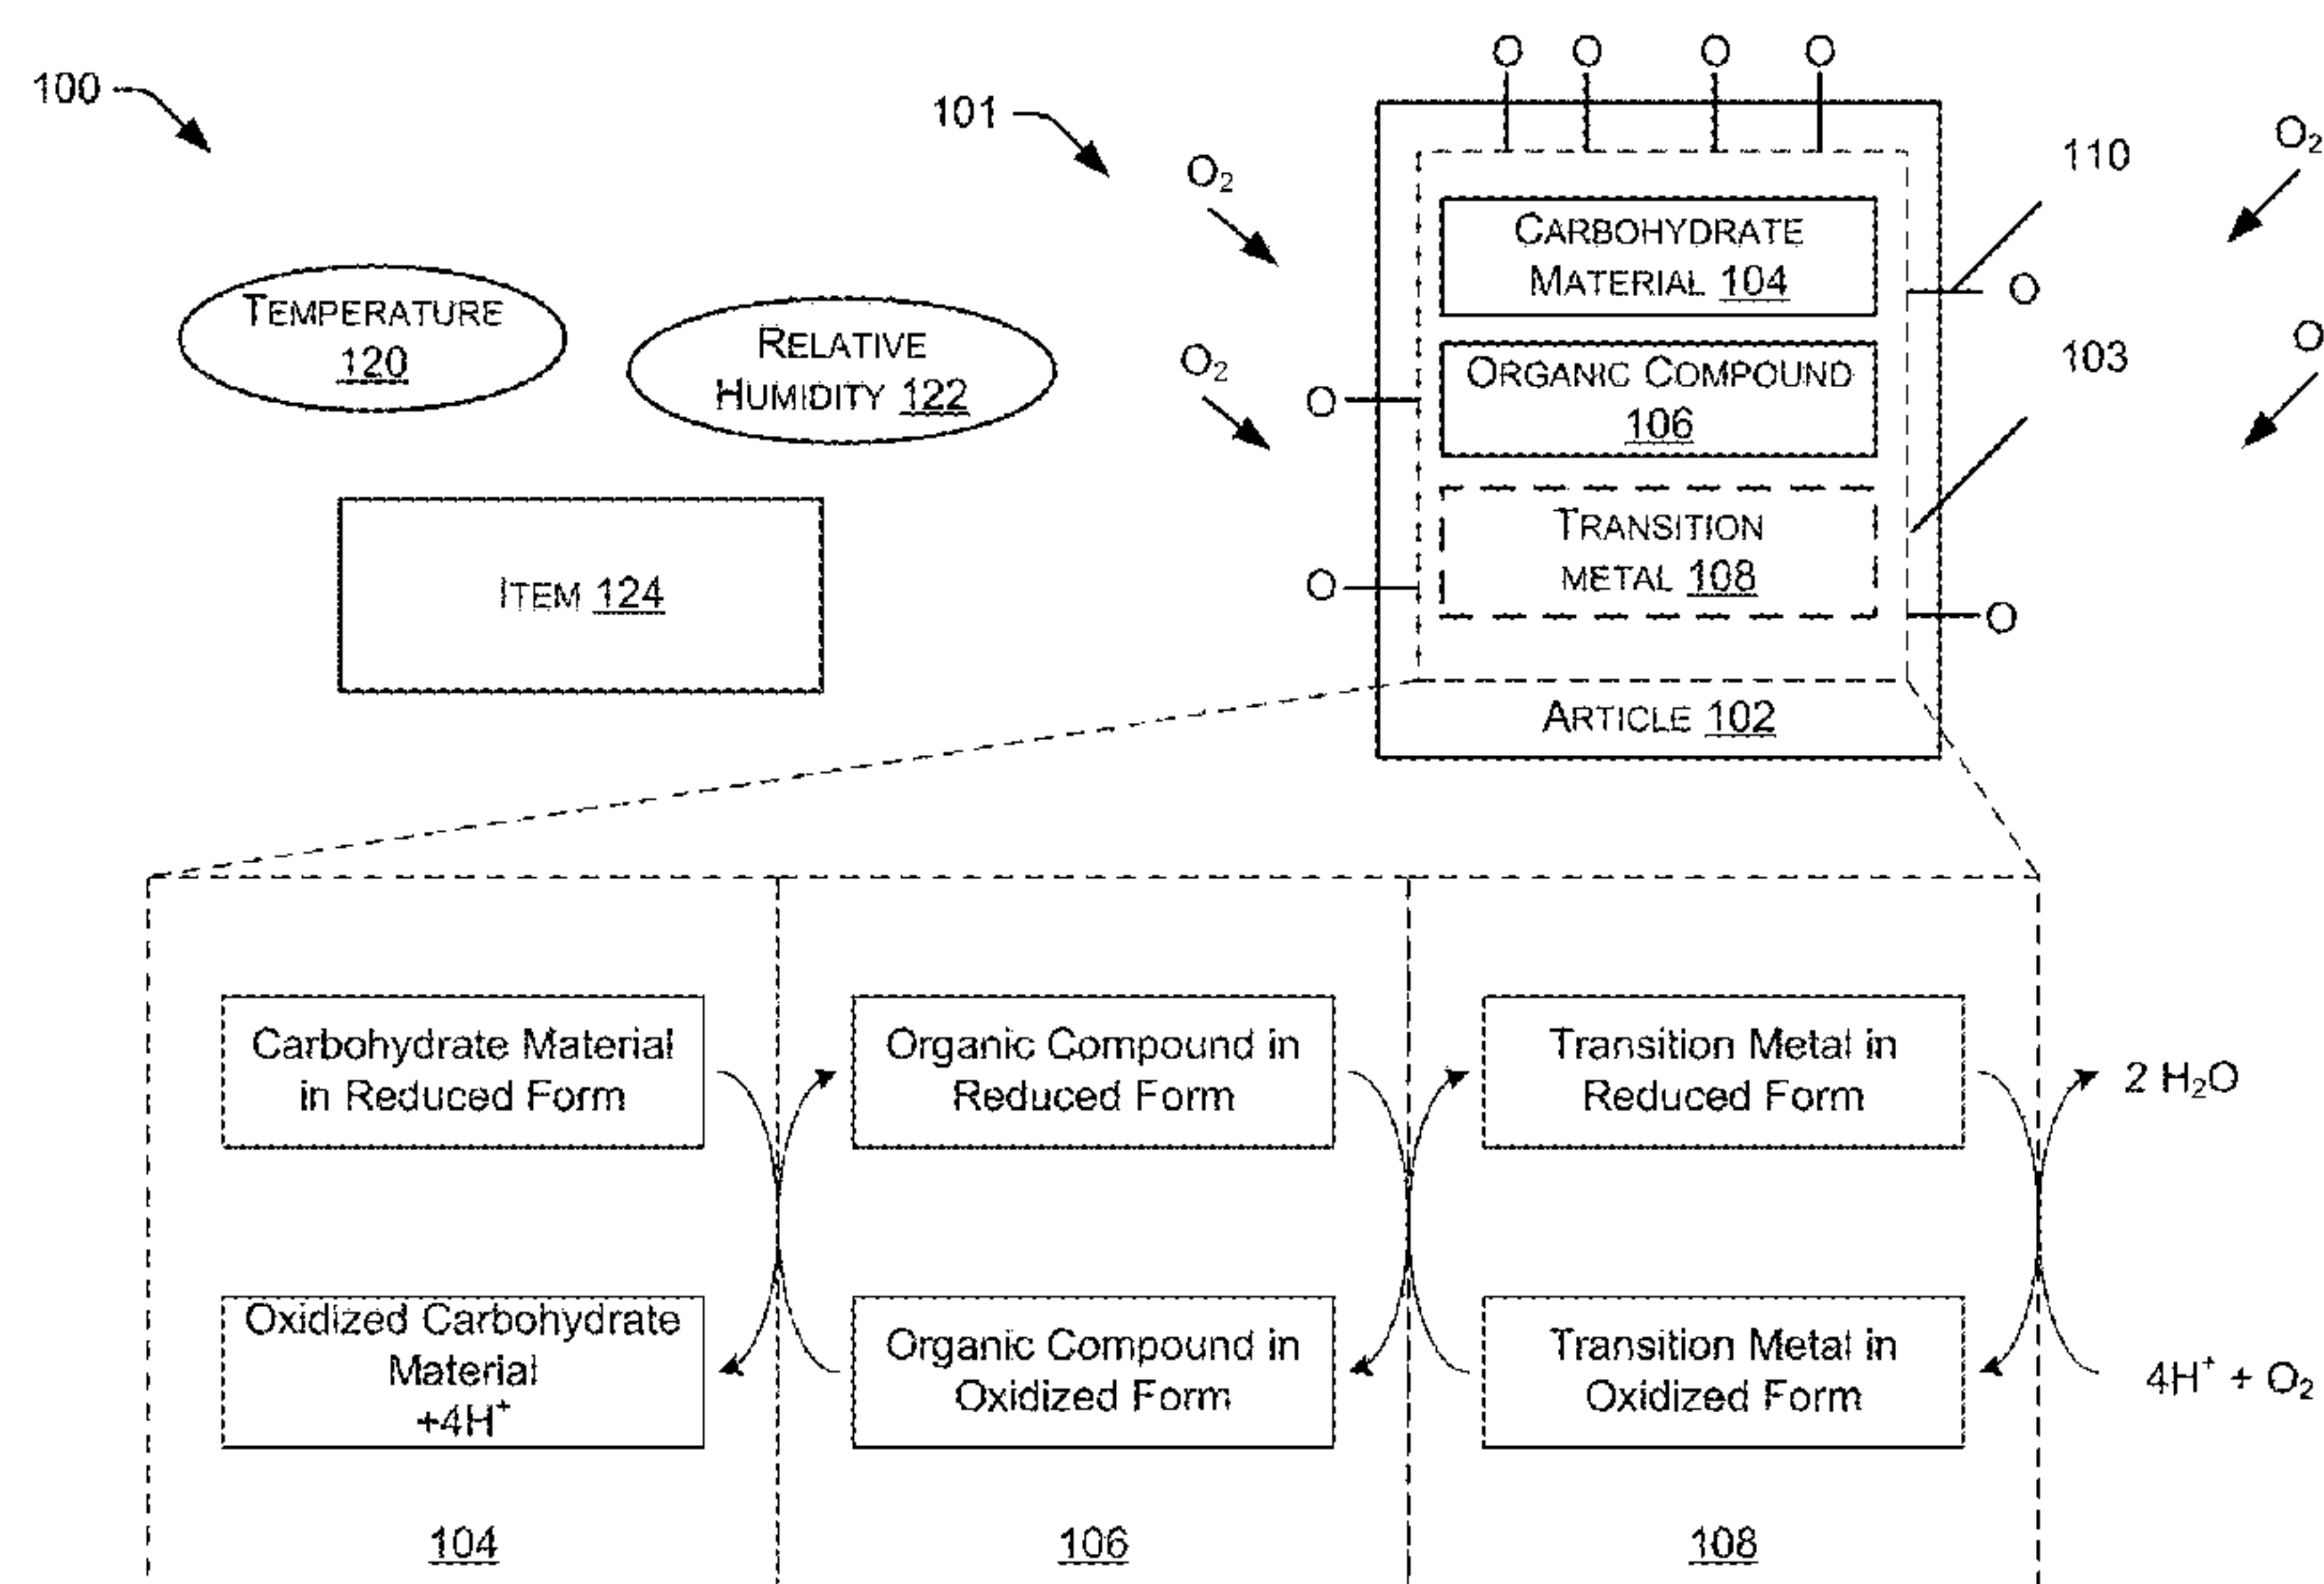 100
101
O O O O
O₂
O₂
110
CARBOHYDRATE
MATERIAL 104
O
TEMPERATURE
120
RELATIVE
HUMIDITY 122
O₂
O
103
ORGANIC COMPOUND
106
O
TRANSITION
METAL 108
ITEM 124
O
O
ARTICLE 102
Carbohydrate Material
in Reduced Form
Organic Compound in
Reduced Form
Transition Metal in
Reduced Form
2 H₂O
Oxidized Carbohydrate
Material
+4H⁺
Organic Compound in
Oxidized Form
Transition Metal in
Oxidized Form
4H⁺ + O₂
104
106
108